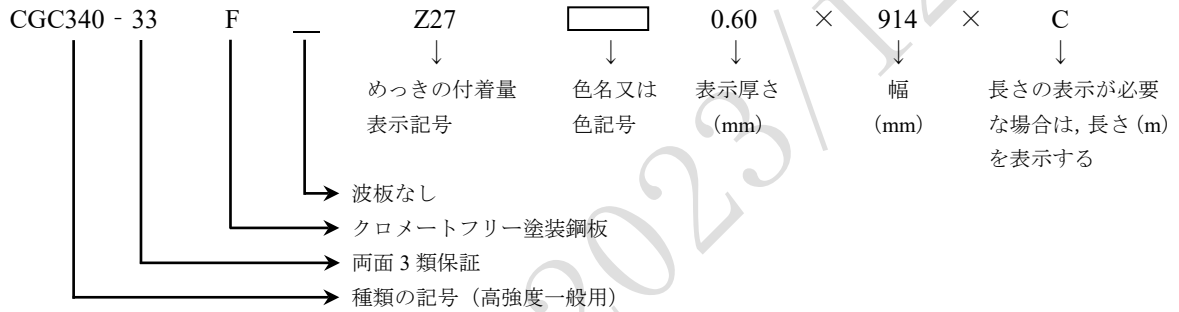 CGC340 - 33 F Z27 0.60 × 914 × C
↓ ↓ ↓ ↓ ↓
めっきの付着量 色名又は 表示厚さ 幅 長さの表示が必要
表示記号 色記号 (mm) (mm) な場合は,長さ(m)
を表示する
波板なし
クロメートフリー塗装鋼板
両面 3 類保証
種類の記号(高強度一般用)
2023/12